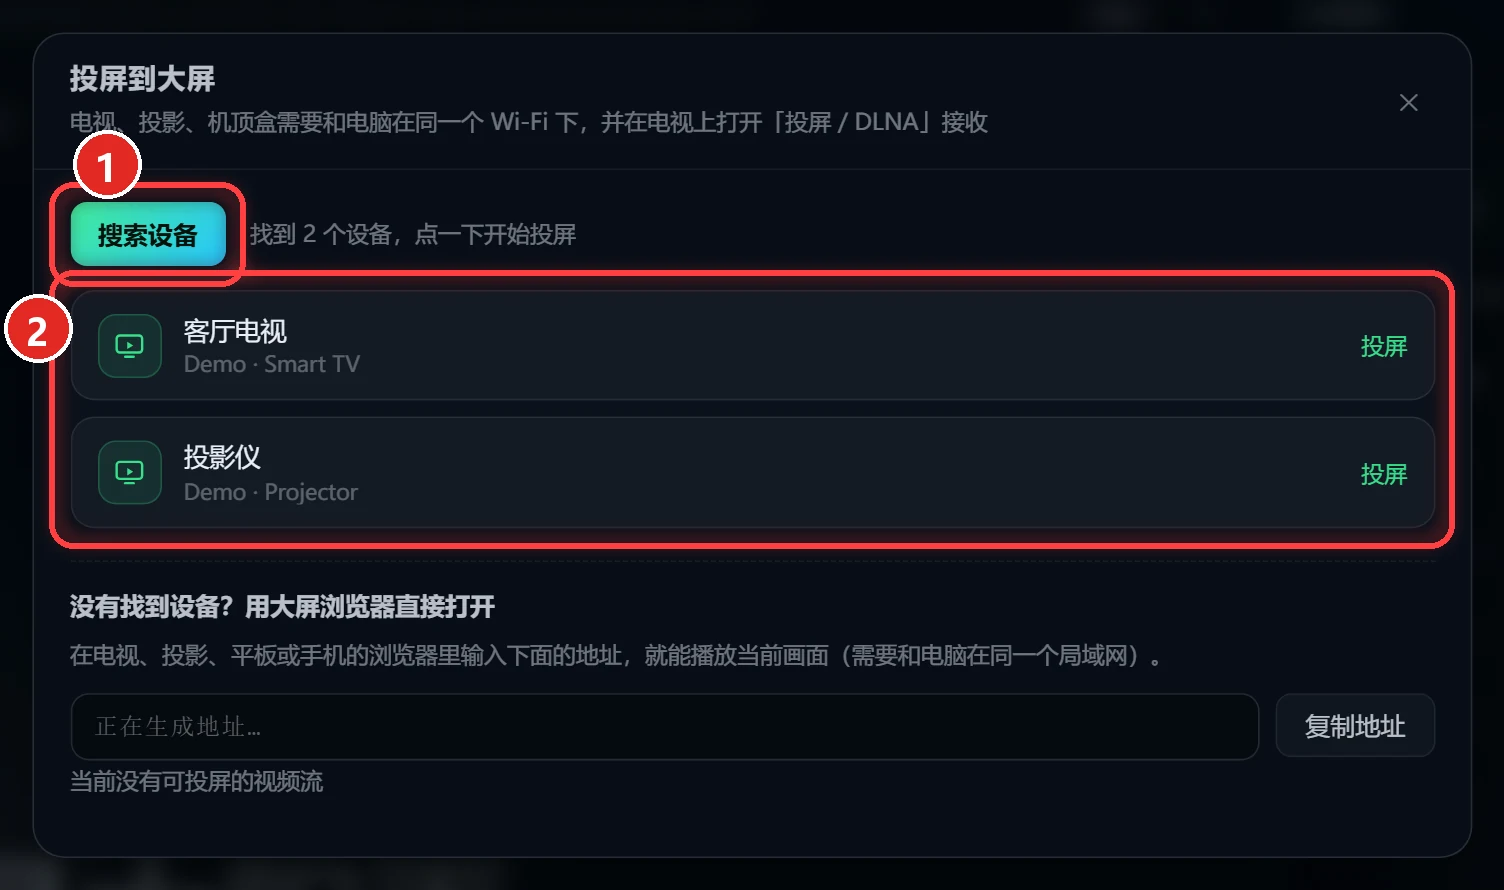 投屏到大屏
电视、投影、机顶盒需要和电脑在同一个 Wi-Fi 下，并在电视上打开「投屏 / DLNA」接收
1
搜索设备
找到 2 个设备，点一下开始投屏
2
客厅电视
Demo · Smart TV
投屏
投影仪
Demo · Projector
投屏
没有找到设备？用大屏浏览器直接打开
在电视、投影、平板或手机的浏览器里输入下面的地址，就能播放当前画面（需要和电脑在同一个局域网）。
正在生成地址...
复制地址
当前没有可投屏的视频流